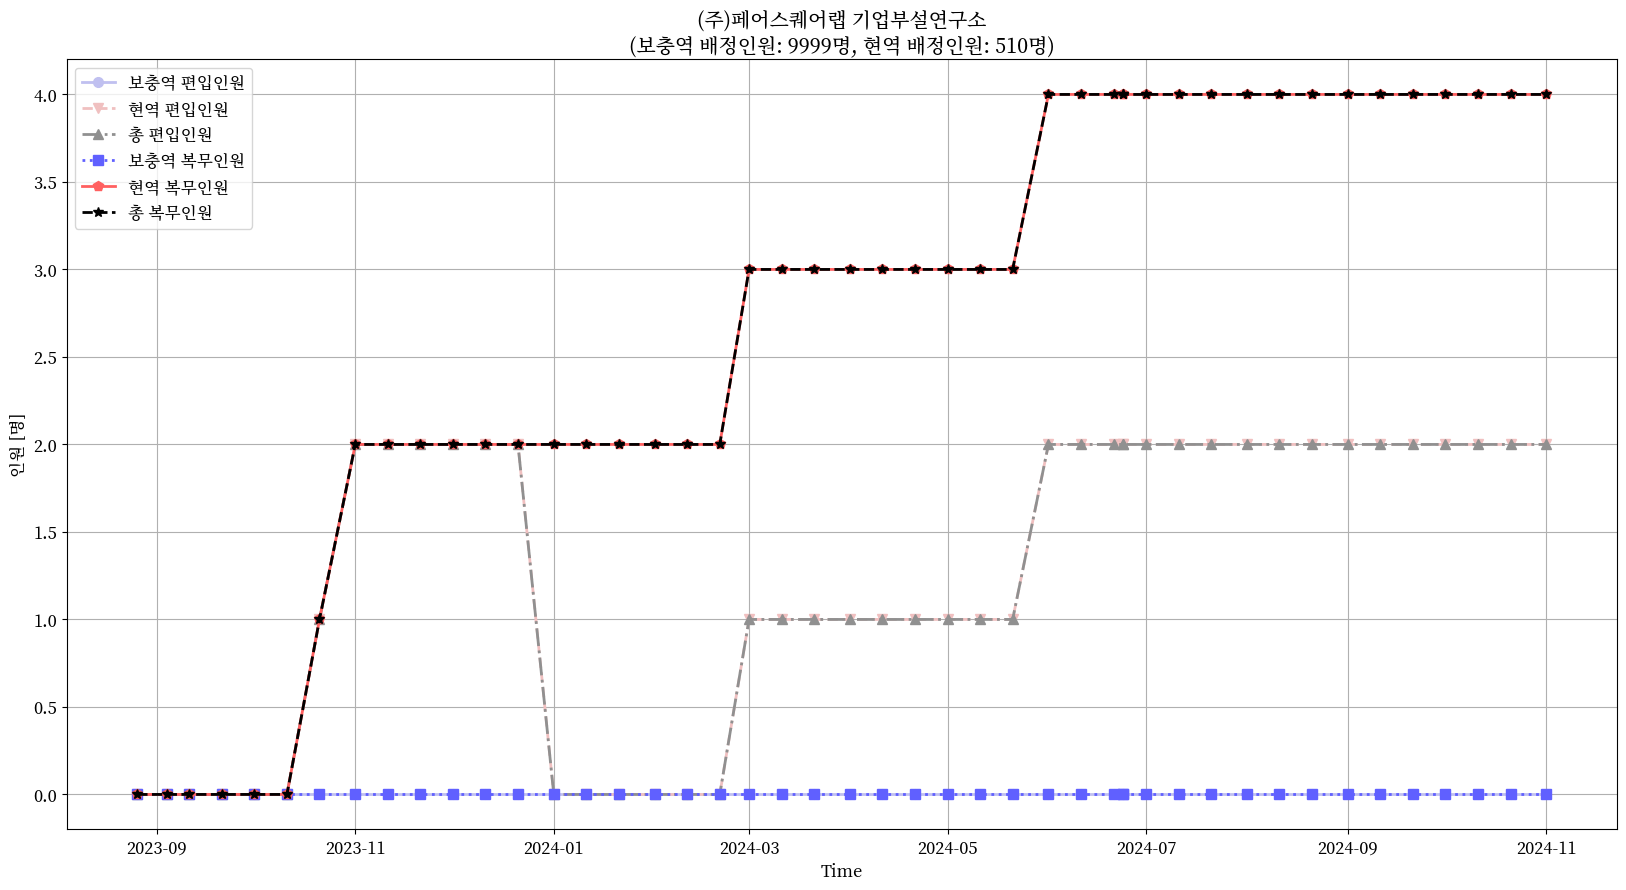 (주)페어스퀘어랩 기업부설연구소
(보충역 배정인원: 9999명, 현역 배정인원: 510명)
보충역 편입인원
현역 편입인원
총 편입인원
보충역 복무인원
현역 복무인원
총 복무인원
인원 [명]
4.0
3.5
3.0
2.5
2.0
1.5
1.0
0.5
0.0
2023-09
2023-11
2024-01
2024-03
2024-05
2024-07
2024-09
2024-11
Time